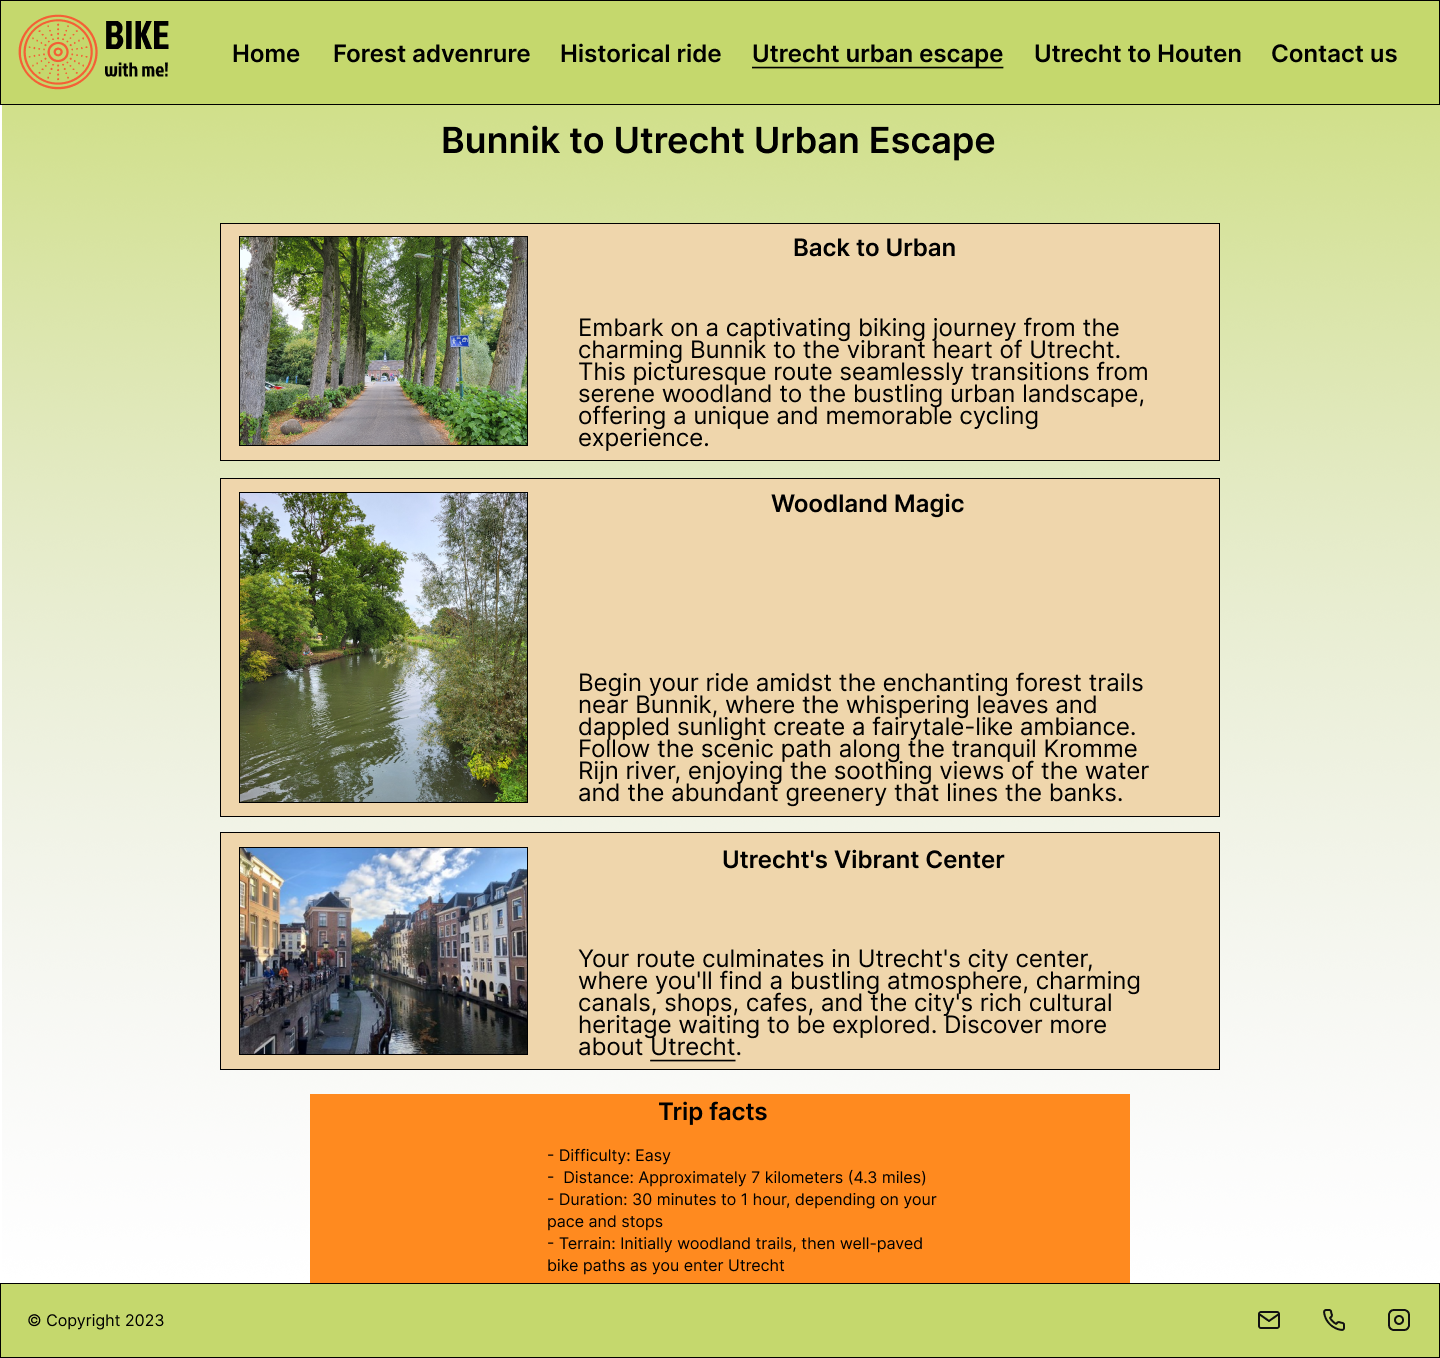 BIKE
with me!
Home
Forest advenrure
Historical ride
Utrecht urban escape
Utrecht to Houten
Contact us
Bunnik to Utrecht Urban Escape
Back to Urban
Embark on a captivating biking journey from the
charming Bunnik to the vibrant heart of Utrecht.
This picturesque route seamlessly transitions from
serene woodland to the bustling urban landscape,
offering a unique and memorable cycling
experience.
Woodland Magic
Begin your ride amidst the enchanting forest trails
near Bunnik, where the whispering leaves and
dappled sunlight create a fairytale-like ambiance.
Follow the scenic path along the tranquil Kromme
Rijn river, enjoying the soothing views of the water
and the abundant greenery that lines the banks.
Utrecht's Vibrant Center
Your route culminates in Utrecht's city center,
where you'll find a bustling atmosphere, charming
canals, shops, cafes, and the city's rich cultural
heritage waiting to be explored. Discover more
about Utrecht.
Trip facts
- Difficulty: Easy
-  Distance: Approximately 7 kilometers (4.3 miles)
- Duration: 30 minutes to 1 hour, depending on your
pace and stops
- Terrain: Initially woodland trails, then well-paved
bike paths as you enter Utrecht
© Copyright 2023